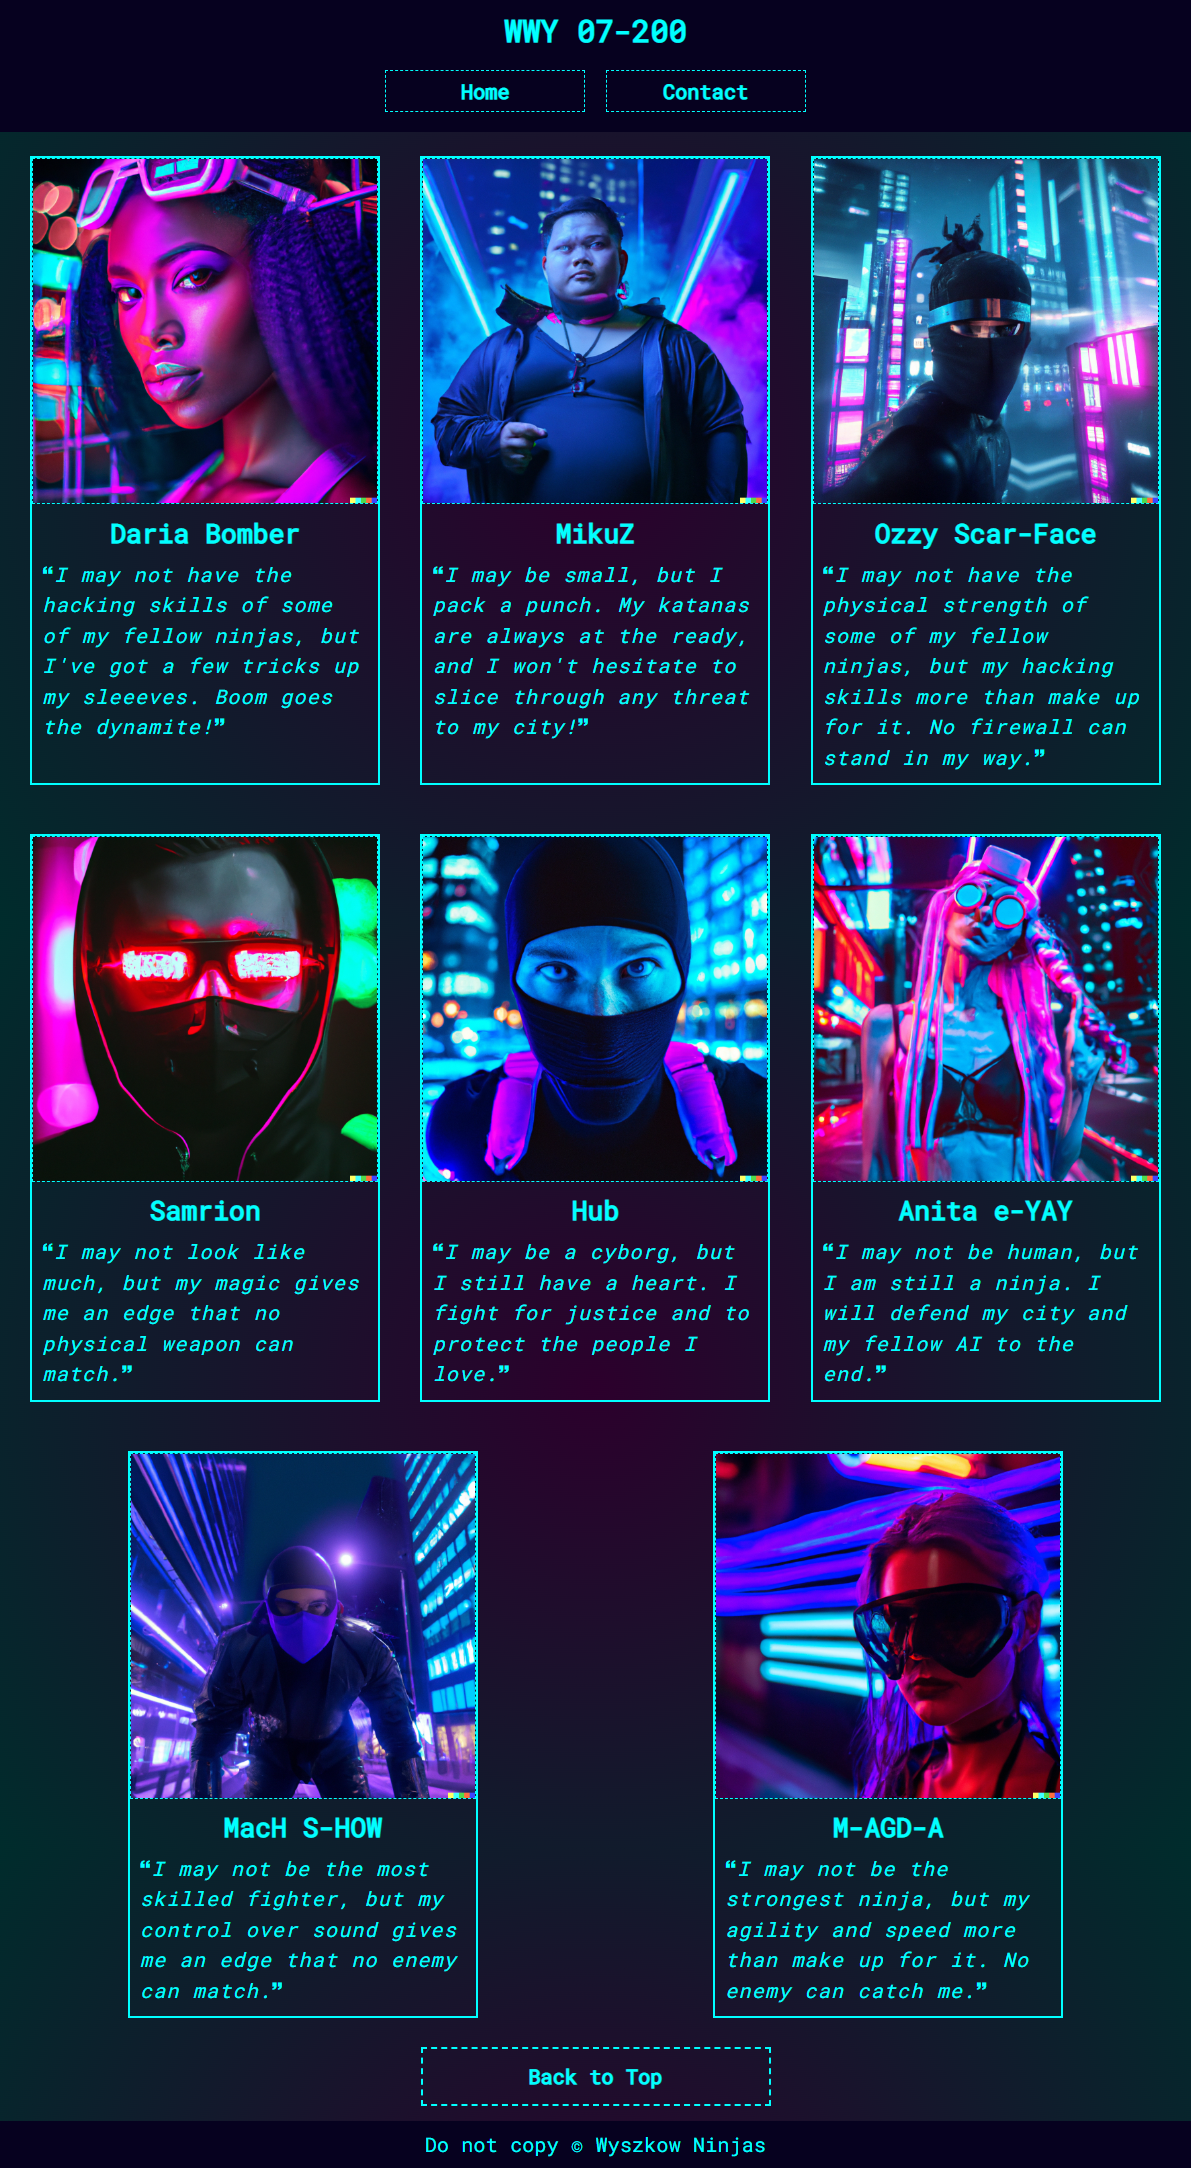 WWY 07-200
Home
Contact
Daria Bomber
❝I may not have the
hacking skills of some
of my fellow ninjas, but
I've got a few tricks up
my sleeeves. Boom goes
the dynamite!❞
MikuZ
❝I may be small, but I
pack a punch. My katanas
are always at the ready,
and I won't hesitate to
slice through any threat
to my city!❞
Ozzy Scar-Face
❝I may not have the
physical strength of
some of my fellow
ninjas, but my hacking
skills more than make up
for it. No firewall can
stand in my way.❞
Samrion
❝I may not look like
much, but my magic gives
me an edge that no
physical weapon can
match.❞
Hub
❝I may be a cyborg, but
I still have a heart. I
fight for justice and to
protect the people I
love.❞
Anita e-YAY
❝I may not be human, but
I am still a ninja. I
will defend my city and
my fellow AI to the
end.❞
MacH S-HOW
❝I may not be the most
skilled fighter, but my
control over sound gives
me an edge that no enemy
can match.❞
M-AGD-A
❝I may not be the
strongest ninja, but my
agility and speed more
than make up for it. No
enemy can catch me.❞
Back to Top
Do not copy © Wyszkow Ninjas